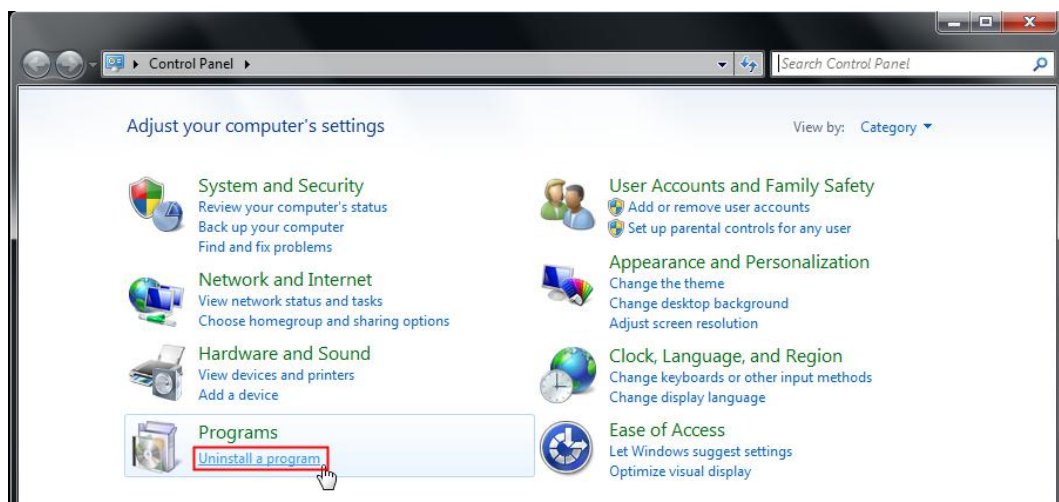 Control Panel
Search Control Panel
Adjust your computer's settings
View by: Category
System and Security
Review your computer's status
Back up your computer
Find and fix problems
Network and Internet
View network status and tasks
Choose homegroup and sharing options
Hardware and Sound
View devices and printers
Add a device
Programs
Uninstall a program
User Accounts and Family Safety
Add or remove user accounts
Set up parental controls for any user
Appearance and Personalization
Change the theme
Change desktop background
Adjust screen resolution
Clock, Language, and Region
Change keyboards or other input methods
Change display language
Ease of Access
Let Windows suggest settings
Optimize visual display